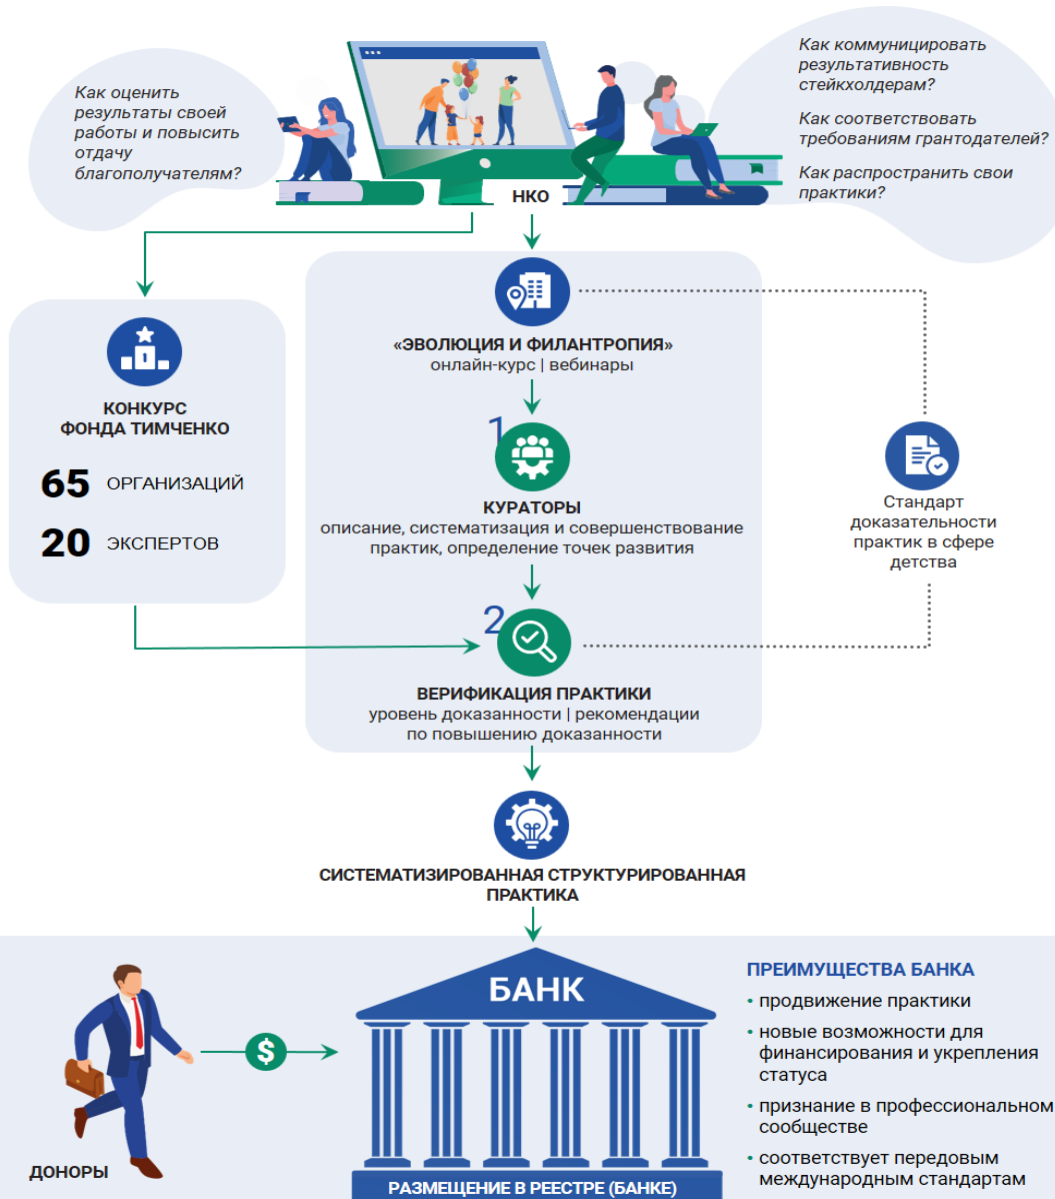 Как оценить
результаты своей
работы и повысить
отдачу
благополучателям?
Как коммуницировать
результативность
стейкхолдерам?
Как соответствовать
требованиям грантодателей?
Как распространить свои
практики?
НКО
КОНКУРС
ФОНДА ТИМЧЕНКО
65 ОРГАНИЗАЦИЙ
20 ЭКСПЕРТОВ
«ЭВОЛЮЦИЯ И ФИЛАНТРОПИЯ»
онлайн-курс | вебинары
1
КУРАТОРЫ
описание, систематизация и совершенствование
практик, определение точек развития
2
ВЕРИФИКАЦИЯ ПРАКТИКИ
уровень доказанности | рекомендации
по повышению доказанности
Стандарт
доказательности
практик в сфере
детства
СИСТЕМАТИЗИРОВАННАЯ СТРУКТУРИРОВАННАЯ
ПРАКТИКА
ДОНОРЫ
$
БАНК
РАЗМЕЩЕНИЕ В РЕЕСТРЕ (БАНКЕ)
ПРЕИМУЩЕСТВА БАНКА
• продвижение практики
• новые возможности для
финансирования и укрепления
статуса
• признание в профессиональном
сообществе
• соответствует передовым
международным стандартам